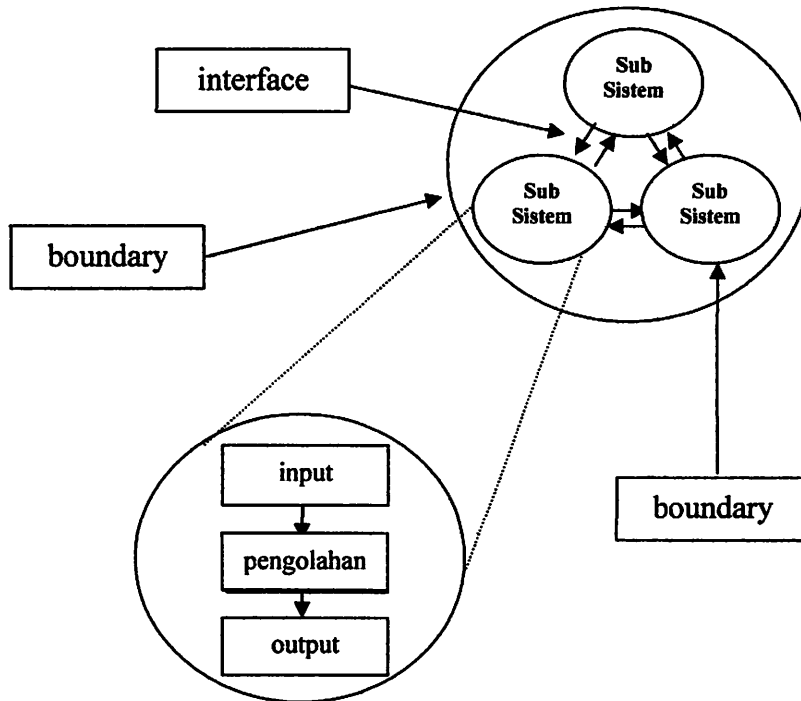 interface
Sub
Sistem
Sub
Sistem
Sub
Sistem
boundary
boundary
input
pengolahan
output